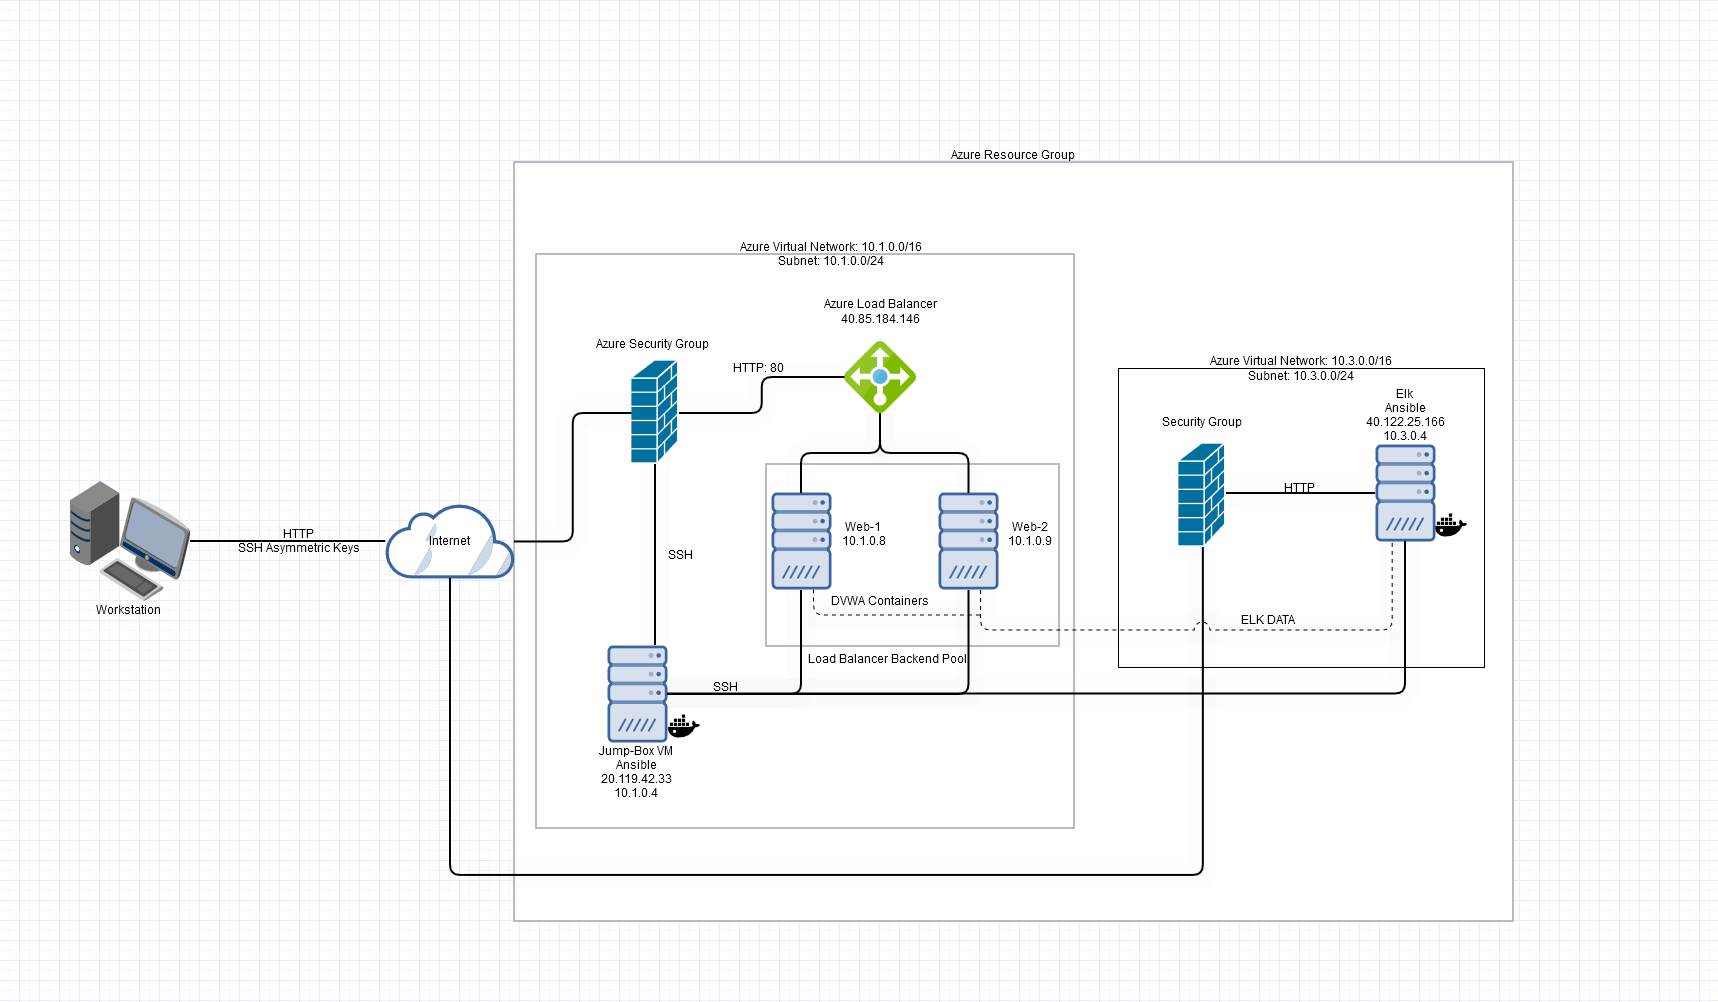 Azure Resource Group
Azure Virtual Network: 10.1.0.0/16
Subnet: 10.1.0.0/24
Azure Load Balancer
40.85.184.146
Azure Security Group
HTTP: 80
Azure Virtual Network: 10.3.0.0/16
Subnet: 10.3.0.0/24
Elk
Ansible
40.122.25.166
10.3.0.4
Security Group
HTTP
HTTP
SSH Asymmetric Keys
Internet
Workstation
Web-1
10.1.0.8
Web-2
10.1.0.9
SSH
DVWA Containers
ELK DATA
Load Balancer Backend Pool
SSH
Jump-Box VM
Ansible
20.119.42.33
10.1.0.4